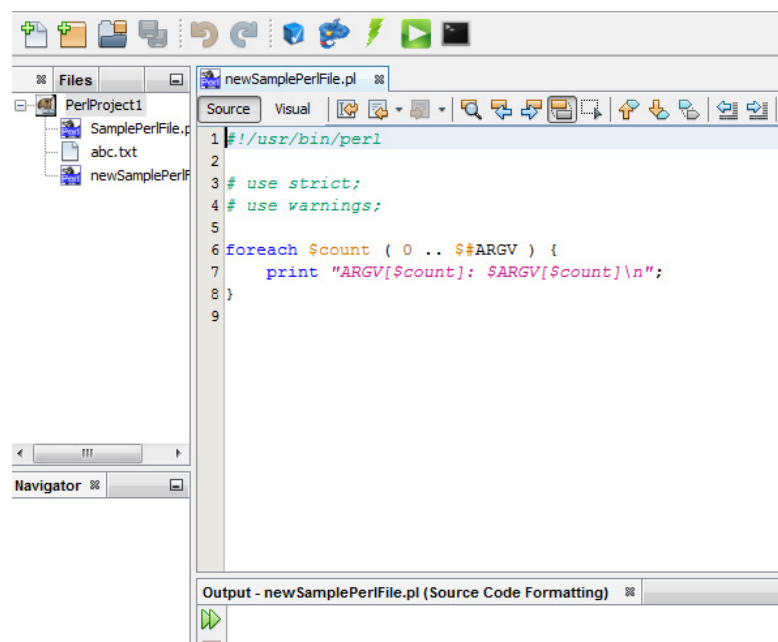 Files
newSamplePerlFile.pl
PerlProject1
SamplePerlFile.p
abc.txt
newSamplePerlF
Source Visual
1 #!/usr/bin/perl
2
3 # use strict;
4 # use warnings;
5
6 foreach $count ( 0 .. $#ARGV ) {
7 print "ARGV[$count]: $ARGV[$count]\n";
8 }
9
Navigator
Output - newSamplePerlFile.pl (Source Code Formatting)